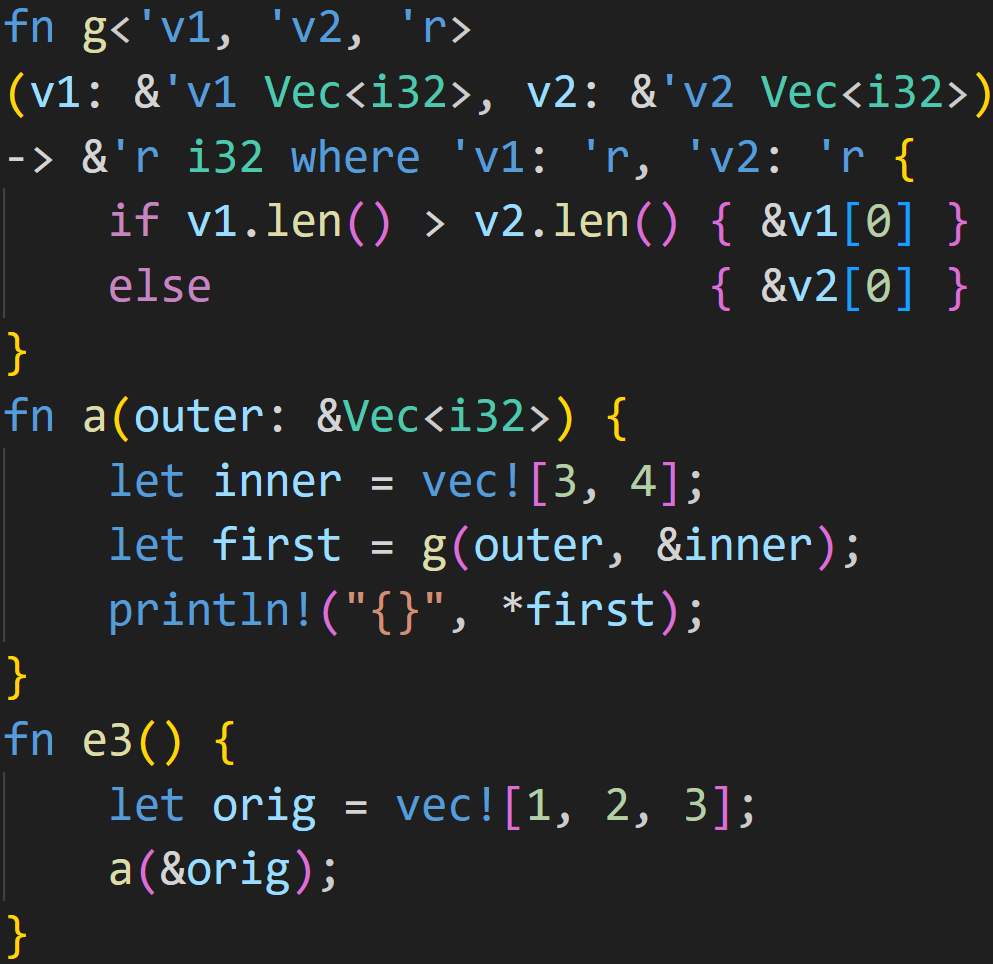 fn g<'v1, 'v2, 'r>
(v1: &'v1 Vec<i32>, v2: &'v2 Vec<i32>)
-> &'r i32 where 'v1: 'r, 'v2: 'r {
    if v1.len() > v2.len() { &v1[0] }
    else                   { &v2[0] }
}
fn a(outer: &Vec<i32>) {
    let inner = vec![3, 4];
    let first = g(outer, &inner);
    println!("{}", *first);
}
fn e3() {
    let orig = vec![1, 2, 3];
    a(&orig);
}